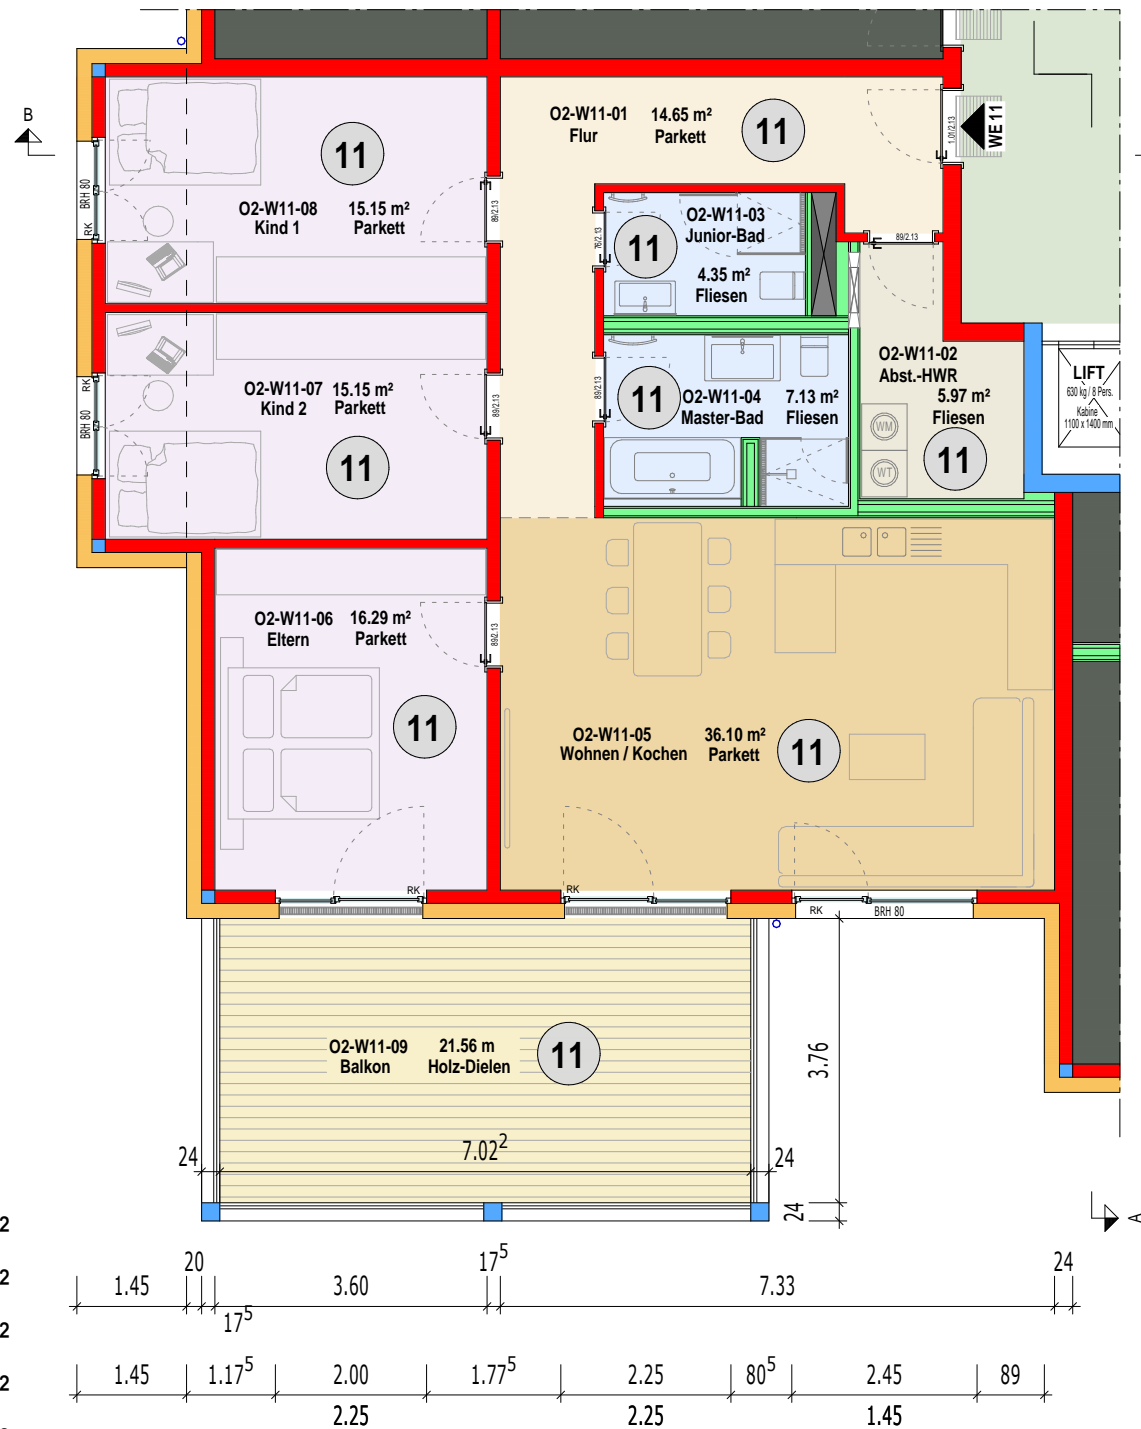 B
O2-W11-01 14.65 m²
Flur Parkett
11
1.01/2.13
WE 11
O2-W11-08 15.15 m²
Kind 1 Parkett
11
BRH 80
RK
89/2.13
O2-W11-03
Junior-Bad
4.35 m²
Fliesen
11
76/2.13
89/2.13
O2-W11-02
Abst.-HWR
5.97 m²
Fliesen
11
WM
WT
LIFT
630 kg / 8 Pers.
Kabine
1100 x 1400 mm
O2-W11-07 15.15 m²
Kind 2 Parkett
11
RK
BRH 80
89/2.13
O2-W11-04 7.13 m²
Master-Bad Fliesen
11
89/2.13
O2-W11-06 16.29 m²
Eltern Parkett
11
89/2.13
RK
O2-W11-05 36.10 m²
Wohnen / Kochen Parkett
11
RK
RK
BRH 80
O2-W11-09 21.56 m
Balkon Holz-Dielen
11
3.76
24
24 7.02² 24
A
2
2
2
2
20 17⁵ 24
1.45 3.60 7.33
17⁵
1.45 1.17⁵ 2.00 1.77⁵ 2.25 80⁵ 2.45 89
2.25 2.25 1.45